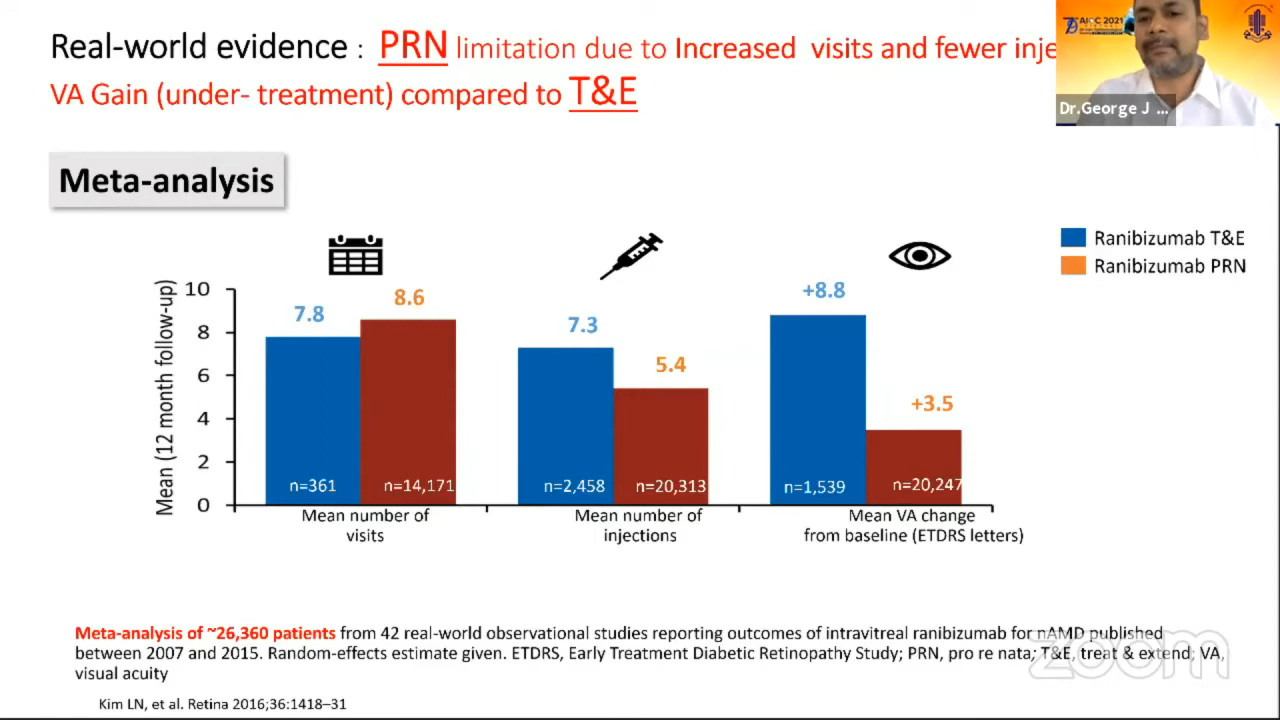 Real-world evidence : PRN limitation due to Increased visits and fewer inje
VA Gain (under- treatment) compared to T&E
AIOC 2021
Dr.George J ...
Meta-analysis
Ranibizumab T&E
Ranibizumab PRN
Mean (12 month follow-up)
10
8
6
4
2
0
7.8
8.6
7.3
5.4
+8.8
+3.5
n=361
n=14,171
n=2,458
n=20,313
n=1,539
n=20,247
Mean number of
visits
Mean number of
injections
Mean VA change
from baseline (ETDRS letters)
Meta-analysis of ~26,360 patients from 42 real-world observational studies reporting outcomes of intravitreal ranibizumab for nAMD published
between 2007 and 2015. Random-effects estimate given. ETDRS, Early Treatment Diabetic Retinopathy Study; PRN, pro re nata; T&E, treat & extend; VA,
visual acuity
zoom
Kim LN, et al. Retina 2016;36:1418–31